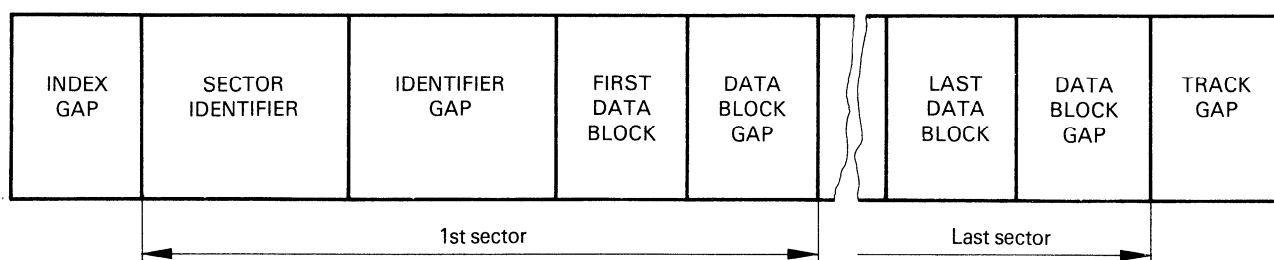 INDEX
GAP
SECTOR
IDENTIFIER
IDENTIFIER
GAP
FIRST
DATA
BLOCK
DATA
BLOCK
GAP
LAST
DATA
BLOCK
DATA
BLOCK
GAP
TRACK
GAP
1st sector
Last sector